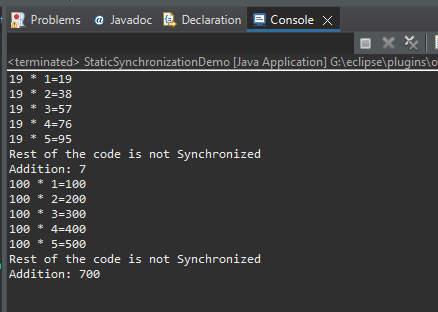 Problems @ Javadoc Declaration Console
<terminated> StaticSynchronizationDemo [Java Application] G:\eclipse\plugins\o
19 * 1=19
19 * 2=38
19 * 3=57
19 * 4=76
19 * 5=95
Rest of the code is not Synchronized
Addition: 7
100 * 1=100
100 * 2=200
100 * 3=300
100 * 4=400
100 * 5=500
Rest of the code is not Synchronized
Addition: 700